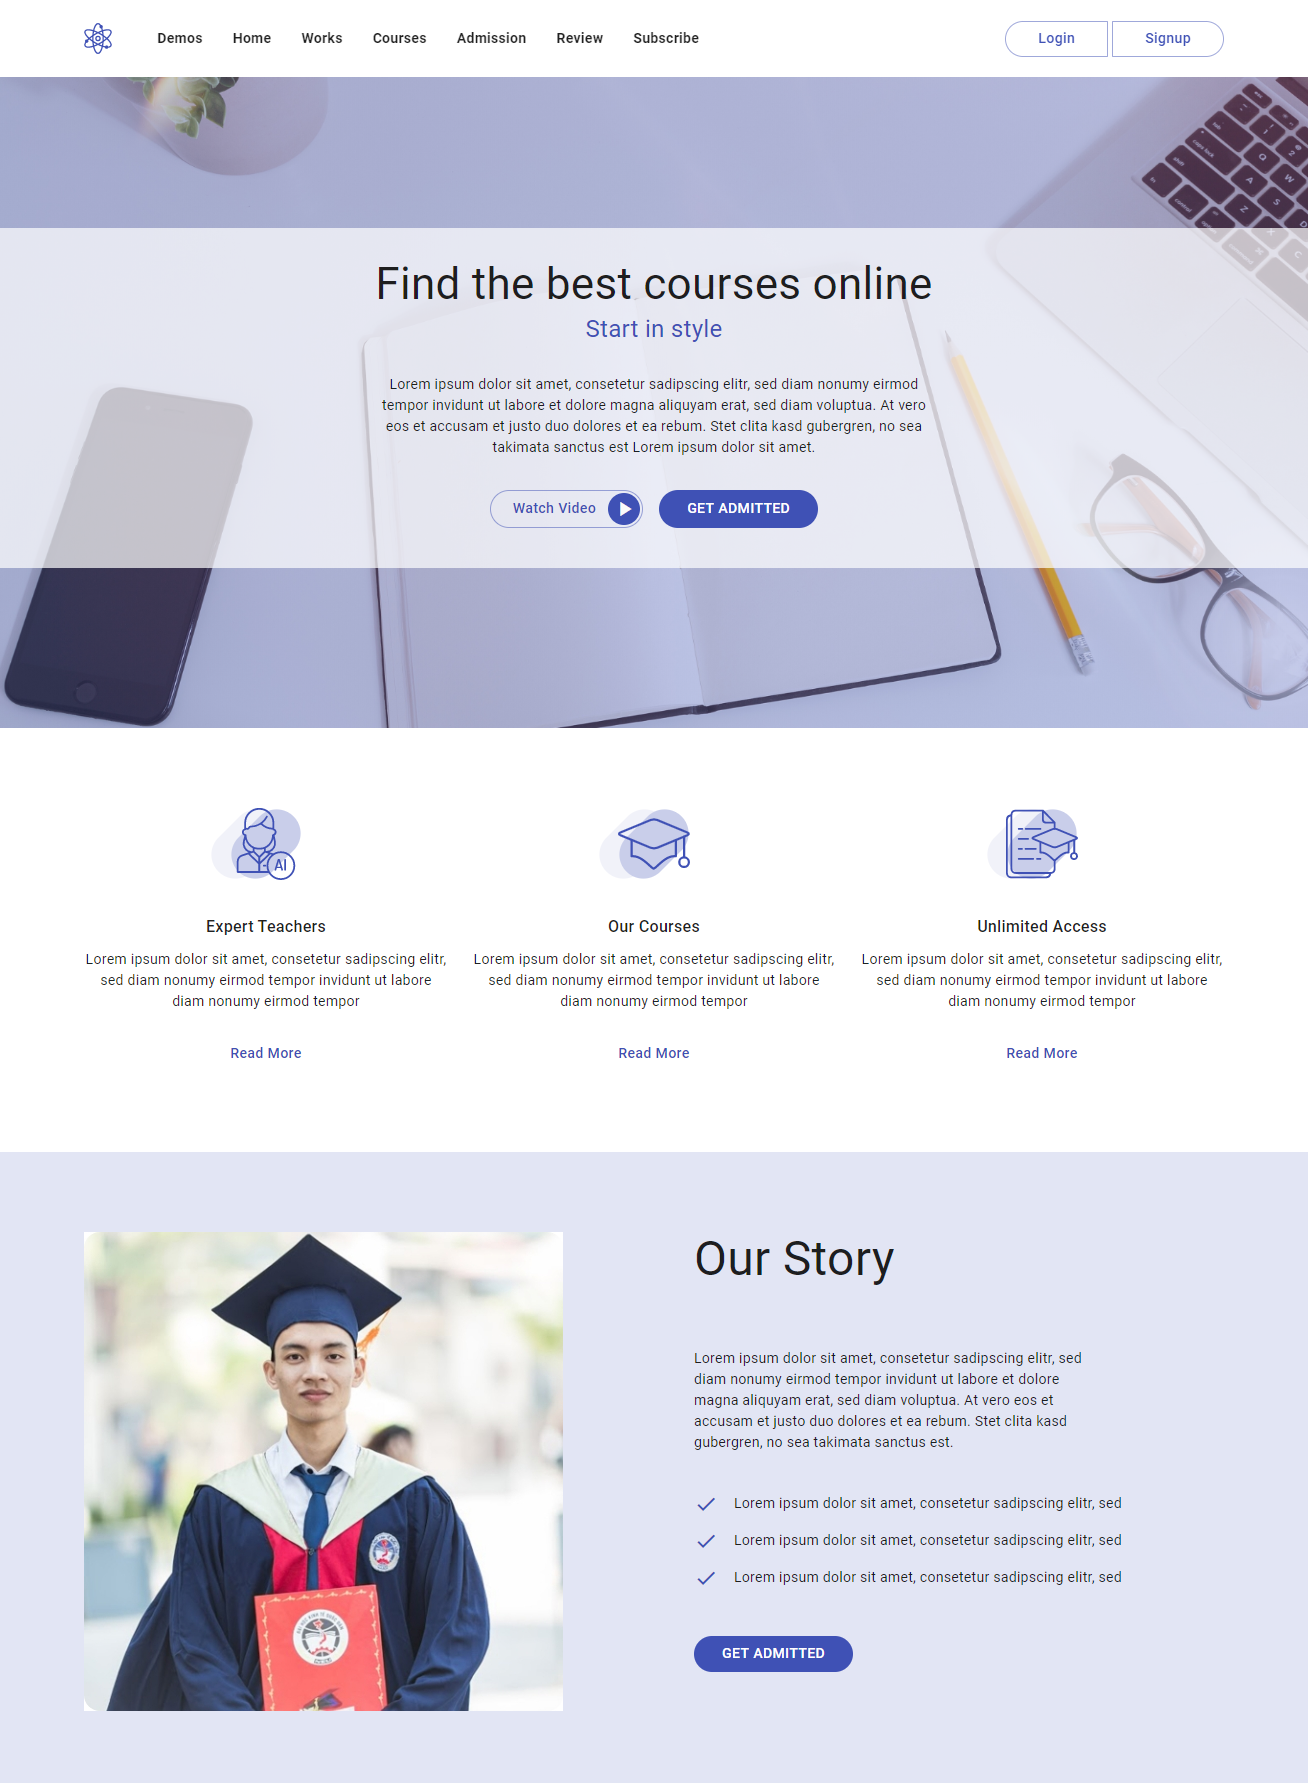 Demos Home Works Courses Admission Review Subscribe Login Signup
Find the best courses online
Start in style
Lorem ipsum dolor sit amet, consetetur sadipscing elitr, sed diam nonumy eirmod
tempor invidunt ut labore et dolore magna aliquyam erat, sed diam voluptua. At vero
eos et accusam et justo duo dolores et ea rebum. Stet clita kasd gubergren, no sea
takimata sanctus est Lorem ipsum dolor sit amet.
Watch Video GET ADMITTED
AI
Expert Teachers
Lorem ipsum dolor sit amet, consetetur sadipscing elitr,
sed diam nonumy eirmod tempor invidunt ut labore
diam nonumy eirmod tempor
Read More
Our Courses
Lorem ipsum dolor sit amet, consetetur sadipscing elitr,
sed diam nonumy eirmod tempor invidunt ut labore
diam nonumy eirmod tempor
Read More
Unlimited Access
Lorem ipsum dolor sit amet, consetetur sadipscing elitr,
sed diam nonumy eirmod tempor invidunt ut labore
diam nonumy eirmod tempor
Read More
Our Story
Lorem ipsum dolor sit amet, consetetur sadipscing elitr, sed
diam nonumy eirmod tempor invidunt ut labore et dolore
magna aliquyam erat, sed diam voluptua. At vero eos et
accusam et justo duo dolores et ea rebum. Stet clita kasd
gubergren, no sea takimata sanctus est.
Lorem ipsum dolor sit amet, consetetur sadipscing elitr, sed
Lorem ipsum dolor sit amet, consetetur sadipscing elitr, sed
Lorem ipsum dolor sit amet, consetetur sadipscing elitr, sed
GET ADMITTED